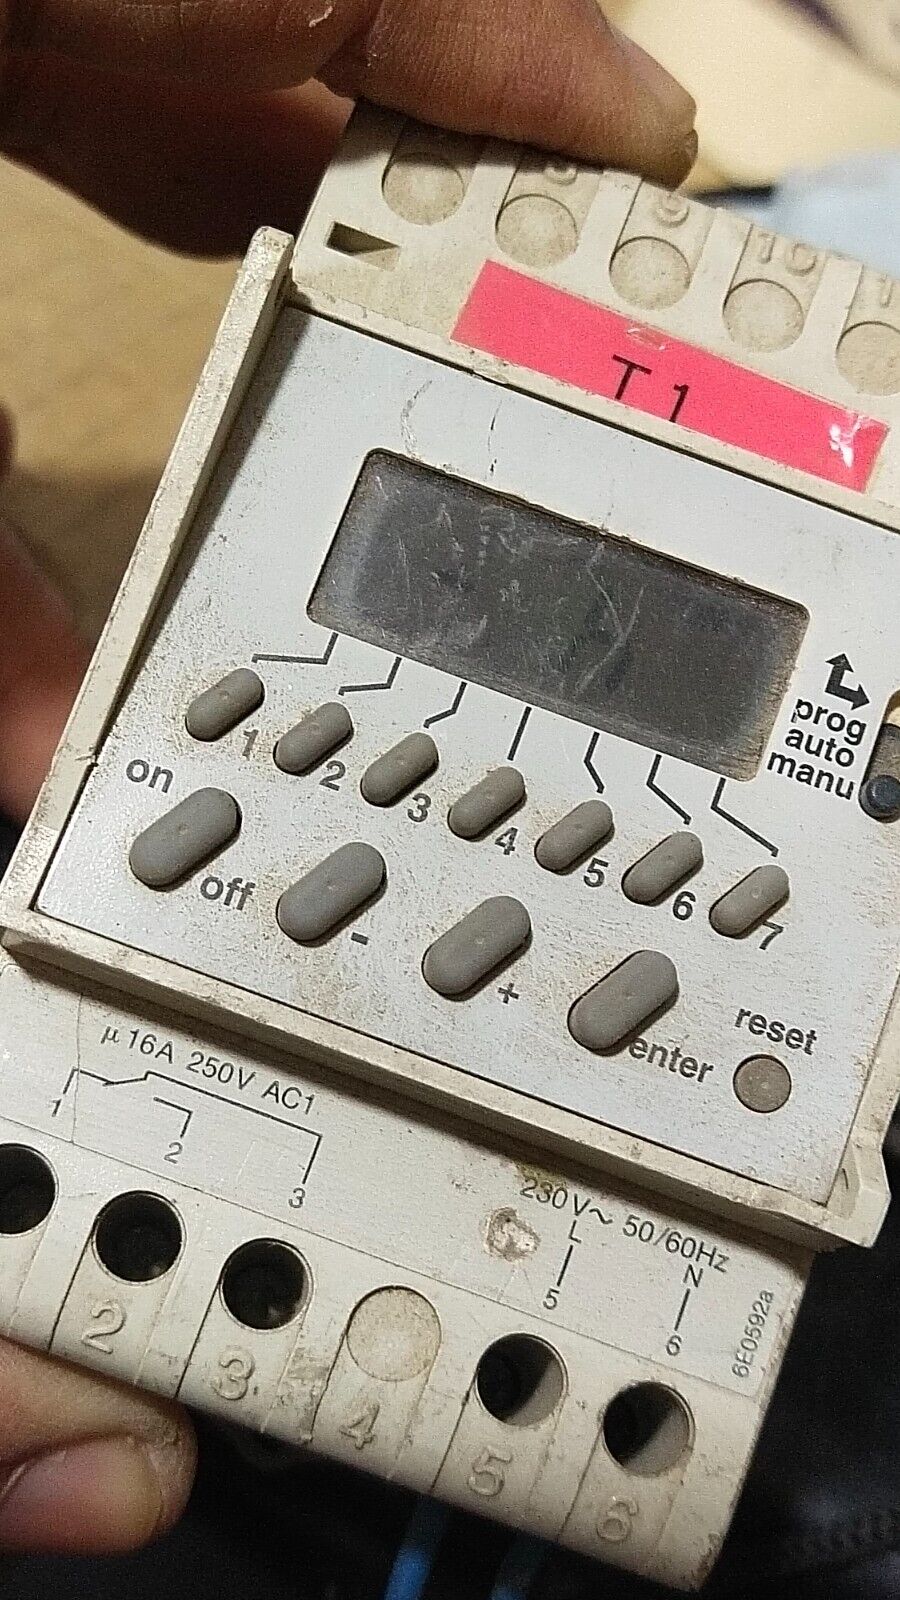 T 1
prog
auto
manu
1 2 3 4 5 6 7
on
off - + enter
reset
µ 16A 250V AC1
1 2 3
230V~ 50/60Hz
L N
5 6
6E0592a
2 3 4 5 6